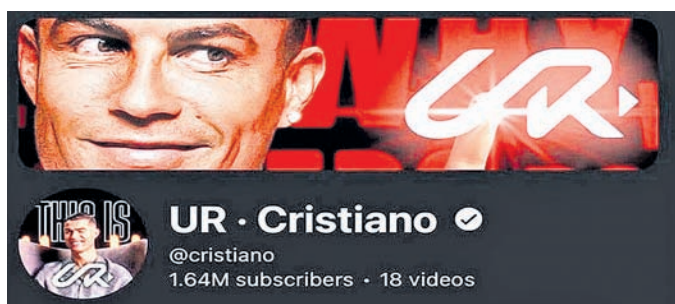 UR
THIS IS
UR
UR · Cristiano
@cristiano
1.64M subscribers • 18 videos